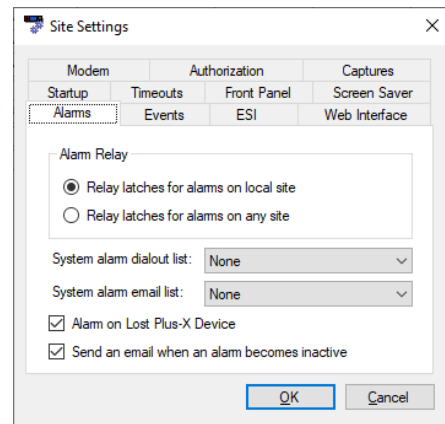 Site Settings
Modem Authorization Captures
Startup Timeouts Front Panel Screen Saver
Alarms Events ESI Web Interface
Alarm Relay
Relay latches for alarms on local site
Relay latches for alarms on any site
System alarm dialout list: None
System alarm email list: None
Alarm on Lost Plus-X Device
Send an email when an alarm becomes inactive
OK Cancel